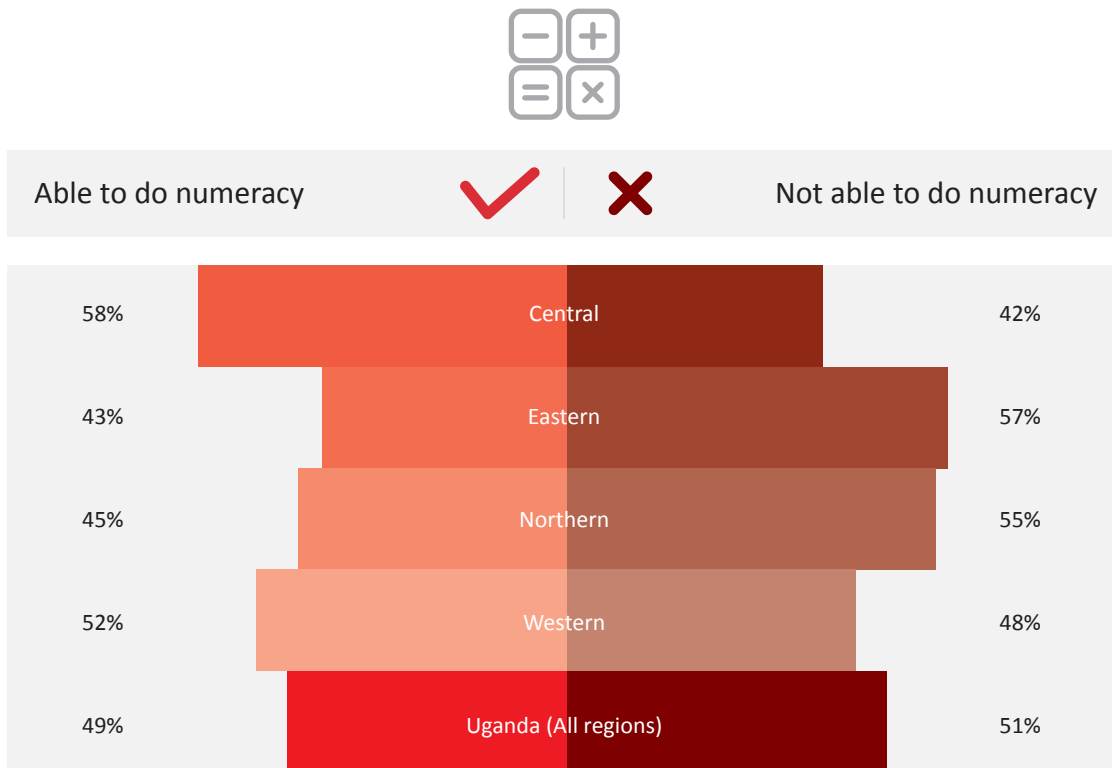 Able to do numeracy
Not able to do numeracy
58% Central 42%
43% Eastern 57%
45% Northern 55%
52% Western 48%
49% Uganda (All regions) 51%